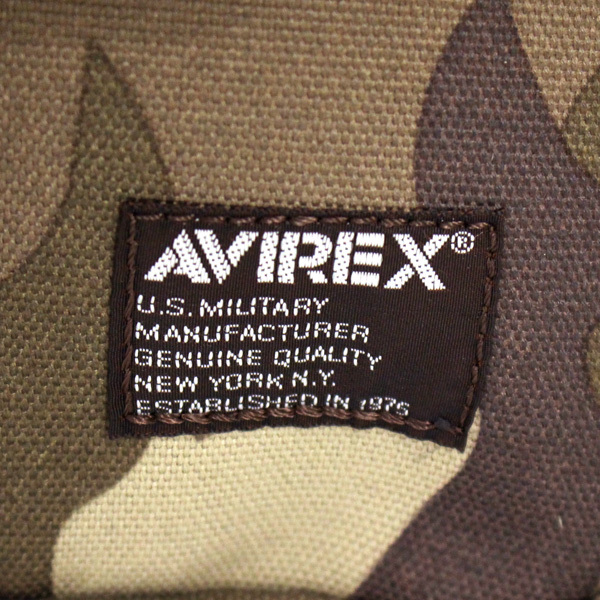 AVIREX®
U.S. MILITARY
MANUFACTURER
GENUINE QUALITY
NEW YORK N.Y.
ESTABLISHED IN 1975